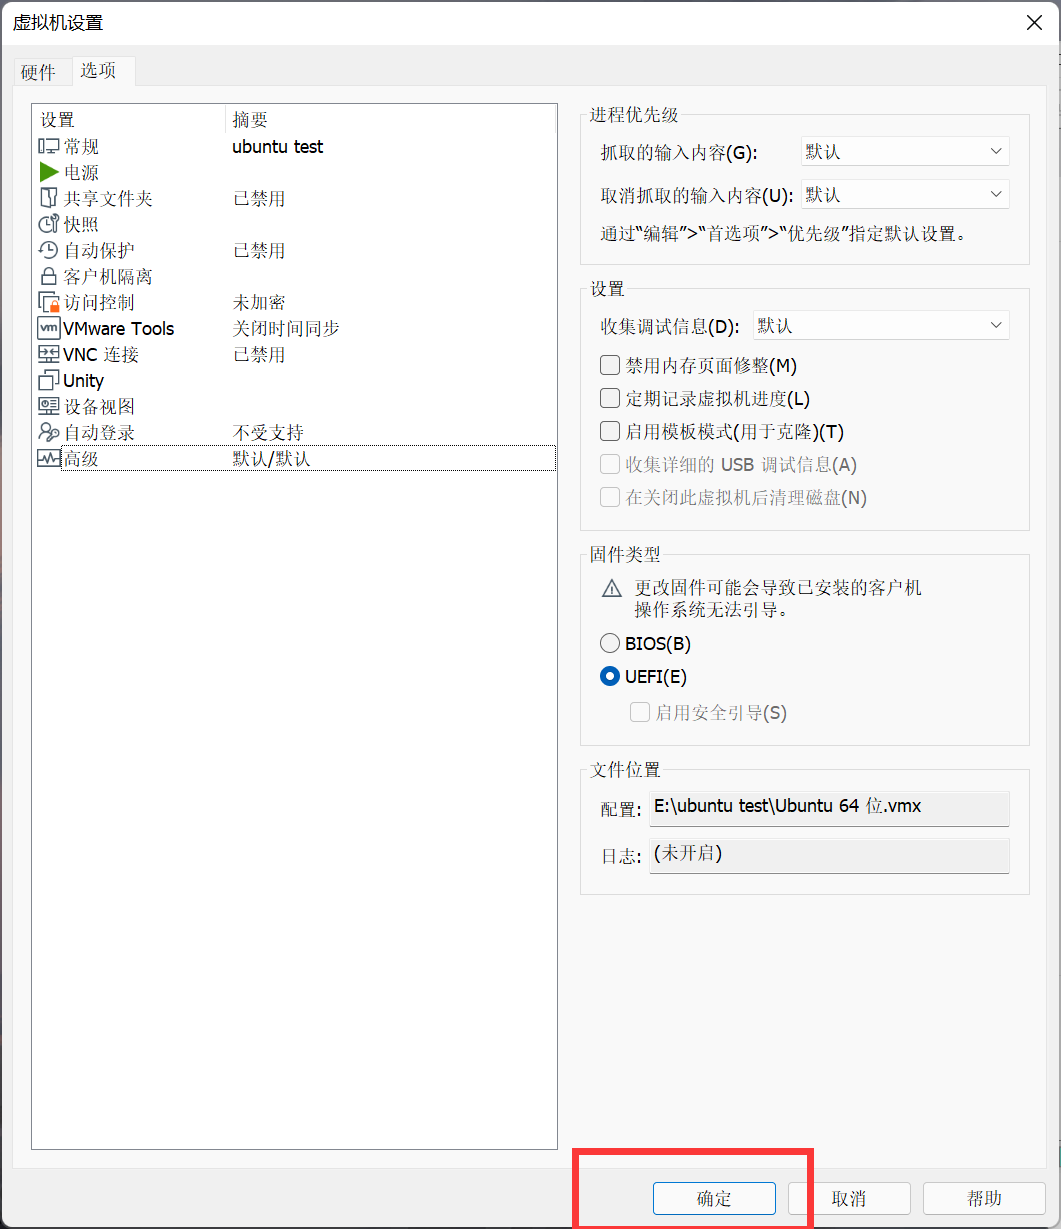 虚拟机设置
硬件 选项
设置 摘要
常规 ubuntu test
电源
共享文件夹 已禁用
快照
自动保护 已禁用
客户机隔离
访问控制 未加密
vm VMware Tools 关闭时间同步
VNC 连接 已禁用
Unity
设备视图
自动登录 不受支持
高级 默认/默认
进程优先级
抓取的输入内容(G): 默认
取消抓取的输入内容(U): 默认
通过“编辑”>“首选项”>“优先级”指定默认设置。
设置
收集调试信息(D): 默认
禁用内存页面修整(M)
定期记录虚拟机进度(L)
启用模板模式(用于克隆)(T)
收集详细的 USB 调试信息(A)
在关闭此虚拟机后清理磁盘(N)
固件类型
更改固件可能会导致已安装的客户机
操作系统无法引导。
BIOS(B)
UEFI(E)
启用安全引导(S)
文件位置
配置: E:\ubuntu test\Ubuntu 64 位.vmx
日志: (未开启)
确定 取消 帮助